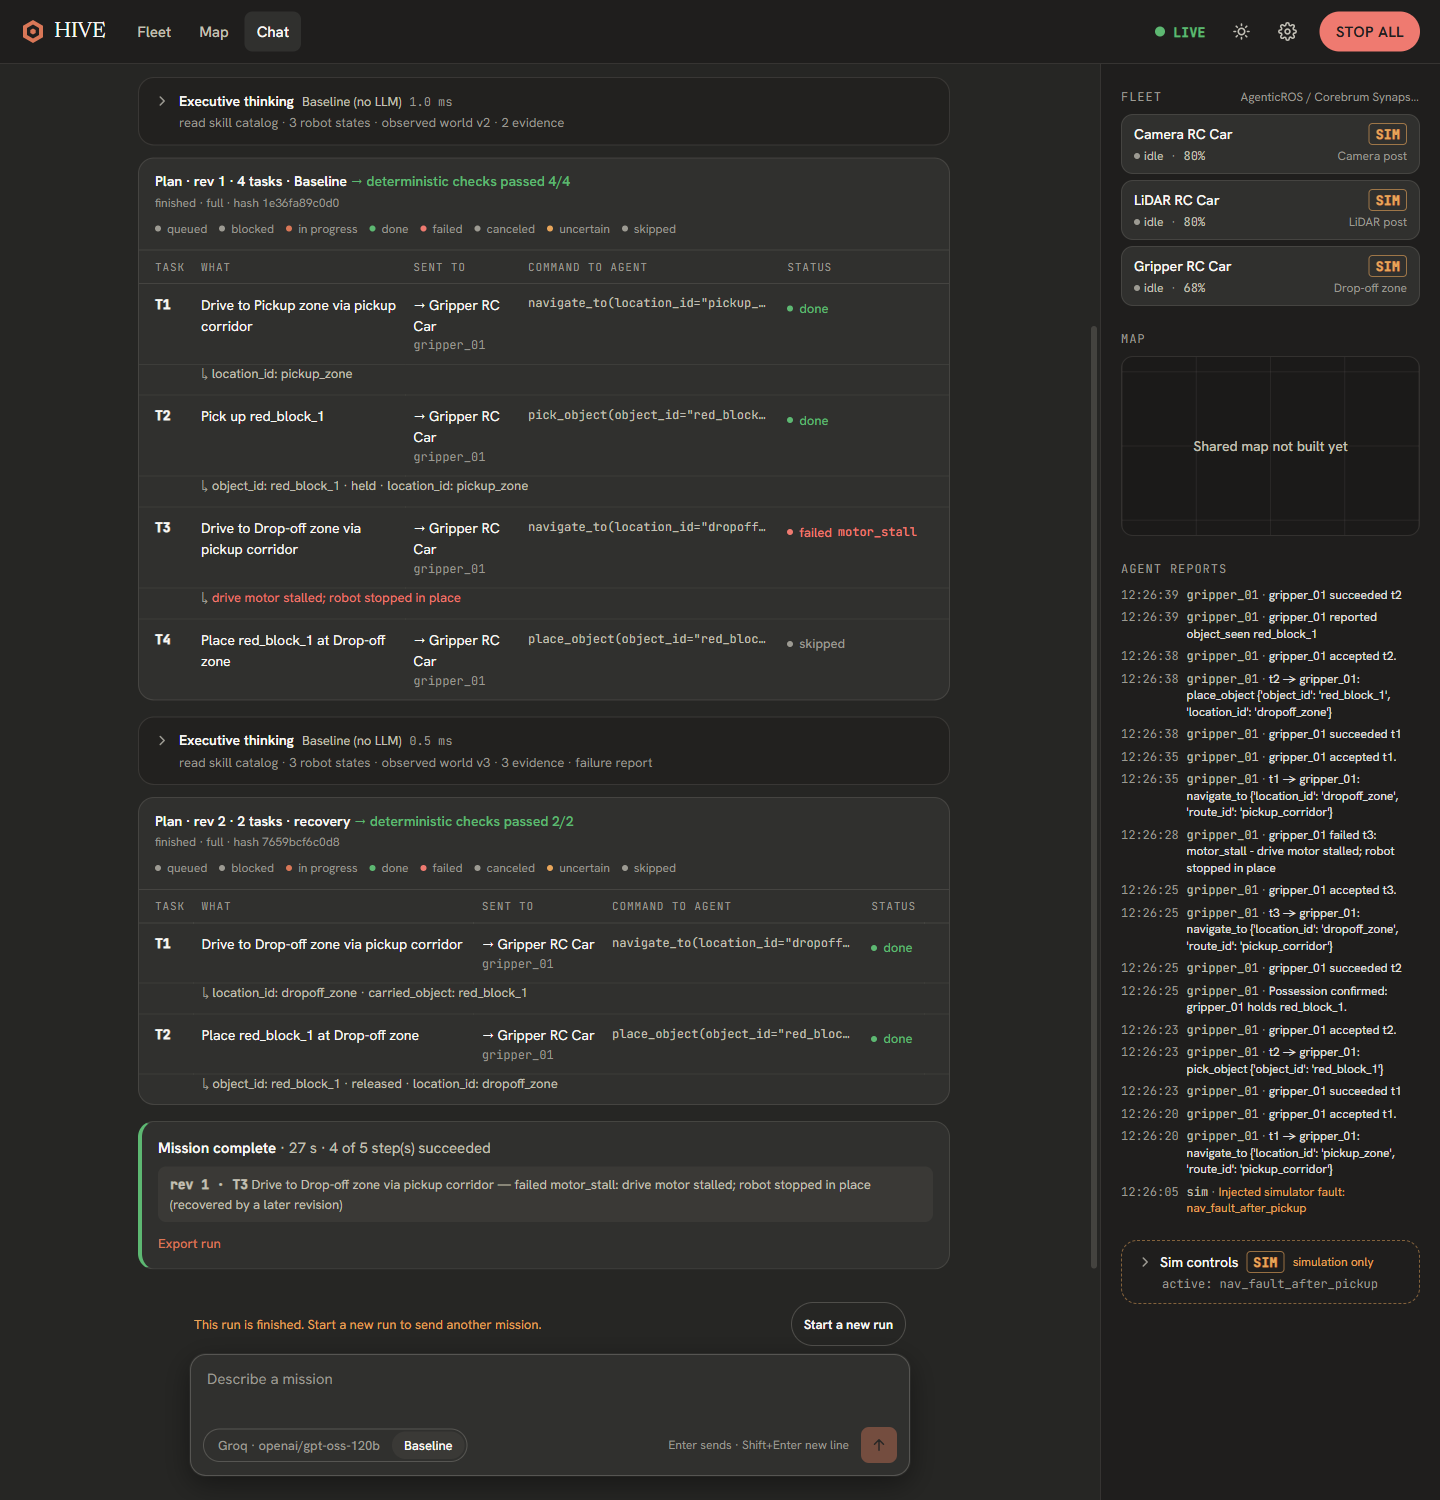 HIVE Fleet Map Chat LIVE STOP ALL
Executive thinking Baseline (no LLM) 1.0 ms
read skill catalog · 3 robot states · observed world v2 · 2 evidence
Plan · rev 1 · 4 tasks · Baseline → deterministic checks passed 4/4
finished · full · hash 1e36fa89c0d0
queued blocked in progress done failed canceled uncertain skipped
TASK WHAT SENT TO COMMAND TO AGENT STATUS
T1 Drive to Pickup zone via pickup corridor → Gripper RC Car gripper_01 navigate_to(location_id="pickup_… done
↳ location_id: pickup_zone
T2 Pick up red_block_1 → Gripper RC Car gripper_01 pick_object(object_id="red_block… done
↳ object_id: red_block_1 · held · location_id: pickup_zone
T3 Drive to Drop-off zone via pickup corridor → Gripper RC Car gripper_01 navigate_to(location_id="dropoff… failed motor_stall
↳ drive motor stalled; robot stopped in place
T4 Place red_block_1 at Drop-off zone → Gripper RC Car gripper_01 place_object(object_id="red_bloc… skipped
Executive thinking Baseline (no LLM) 0.5 ms
read skill catalog · 3 robot states · observed world v3 · 3 evidence · failure report
Plan · rev 2 · 2 tasks · recovery → deterministic checks passed 2/2
finished · full · hash 7659bcf6c0d8
queued blocked in progress done failed canceled uncertain skipped
TASK WHAT SENT TO COMMAND TO AGENT STATUS
T1 Drive to Drop-off zone via pickup corridor → Gripper RC Car gripper_01 navigate_to(location_id="dropoff… done
↳ location_id: dropoff_zone · carried_object: red_block_1
T2 Place red_block_1 at Drop-off zone → Gripper RC Car gripper_01 place_object(object_id="red_bloc… done
↳ object_id: red_block_1 · released · location_id: dropoff_zone
Mission complete · 27 s · 4 of 5 step(s) succeeded
rev 1 · T3 Drive to Drop-off zone via pickup corridor — failed motor_stall: drive motor stalled; robot stopped in place
(recovered by a later revision)
Export run
This run is finished. Start a new run to send another mission. Start a new run
Describe a mission
Groq · openai/gpt-oss-120b Baseline Enter sends · Shift+Enter new line
FLEET AgenticROS / Corebrum Synaps…
Camera RC Car SIM
idle · 80% Camera post
LiDAR RC Car SIM
idle · 80% LiDAR post
Gripper RC Car SIM
idle · 68% Drop-off zone
MAP
Shared map not built yet
AGENT REPORTS
12:26:39 gripper_01 · gripper_01 succeeded t2
12:26:39 gripper_01 · gripper_01 reported
object_seen red_block_1
12:26:38 gripper_01 · gripper_01 accepted t2.
12:26:38 gripper_01 · t2 → gripper_01:
place_object {'object_id': 'red_block_1',
'location_id': 'dropoff_zone'}
12:26:38 gripper_01 · gripper_01 succeeded t1
12:26:35 gripper_01 · gripper_01 accepted t1.
12:26:35 gripper_01 · t1 → gripper_01:
navigate_to {'location_id': 'dropoff_zone',
'route_id': 'pickup_corridor'}
12:26:28 gripper_01 · gripper_01 failed t3:
motor_stall - drive motor stalled; robot
stopped in place
12:26:25 gripper_01 · gripper_01 accepted t3.
12:26:25 gripper_01 · t3 → gripper_01:
navigate_to {'location_id': 'dropoff_zone',
'route_id': 'pickup_corridor'}
12:26:25 gripper_01 · gripper_01 succeeded t2
12:26:25 gripper_01 · Possession confirmed:
gripper_01 holds red_block_1.
12:26:23 gripper_01 · gripper_01 accepted t2.
12:26:23 gripper_01 · t2 → gripper_01:
pick_object {'object_id': 'red_block_1'}
12:26:23 gripper_01 · gripper_01 succeeded t1
12:26:20 gripper_01 · gripper_01 accepted t1.
12:26:20 gripper_01 · t1 → gripper_01:
navigate_to {'location_id': 'pickup_zone',
'route_id': 'pickup_corridor'}
12:26:05 sim · Injected simulator fault:
nav_fault_after_pickup
Sim controls SIM simulation only
active: nav_fault_after_pickup